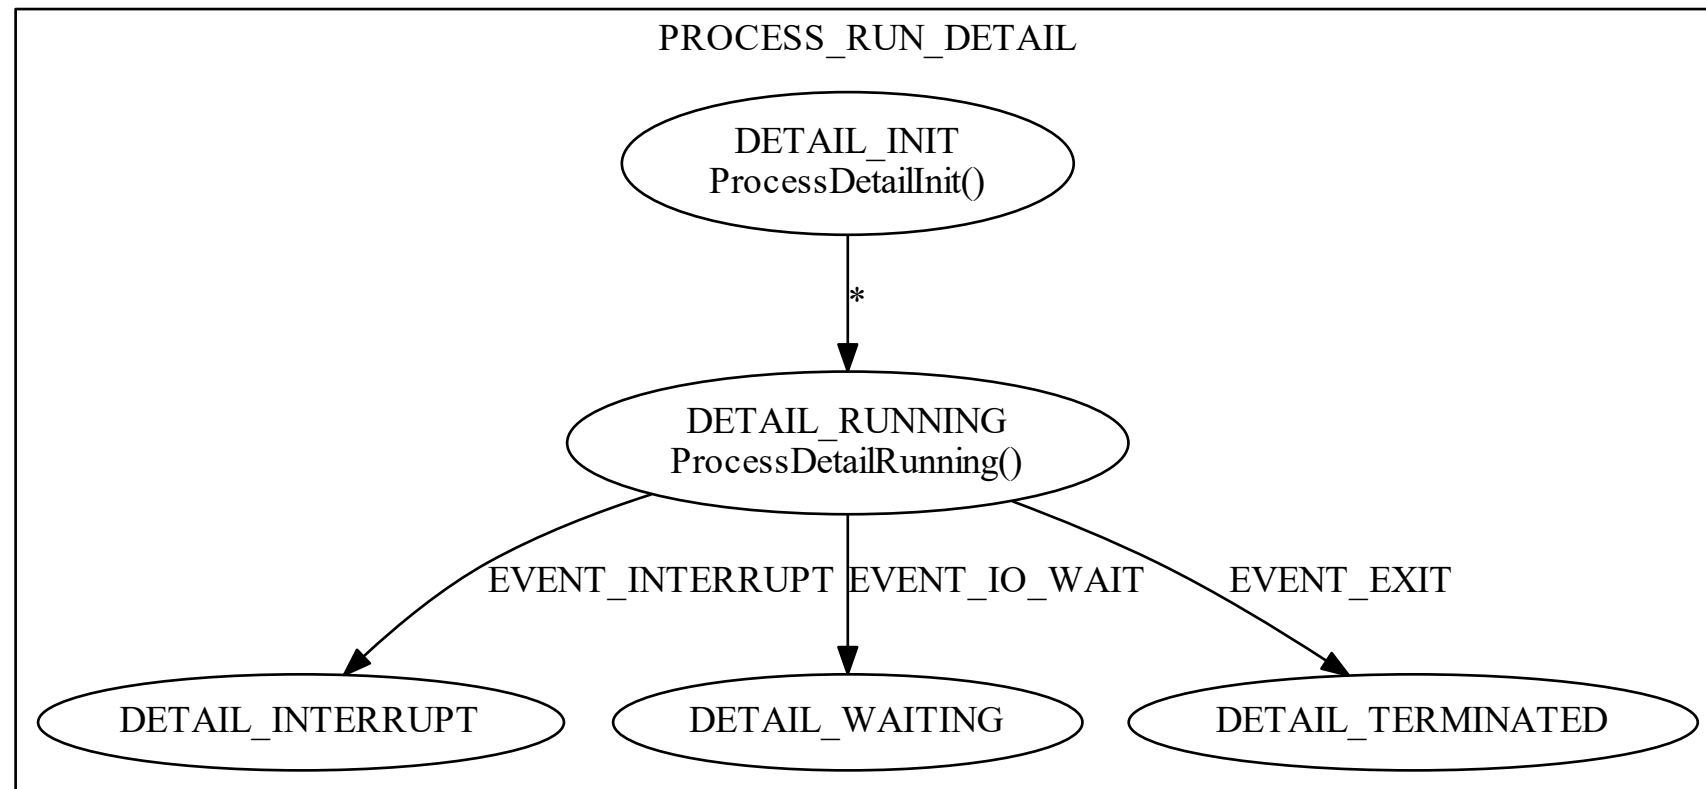 PROCESS_RUN_DETAIL
DETAIL_INIT
ProcessDetailInit()
*
DETAIL_RUNNING
ProcessDetailRunning()
EVENT_INTERRUPT
EVENT_IO_WAIT
EVENT_EXIT
DETAIL_INTERRUPT
DETAIL_WAITING
DETAIL_TERMINATED